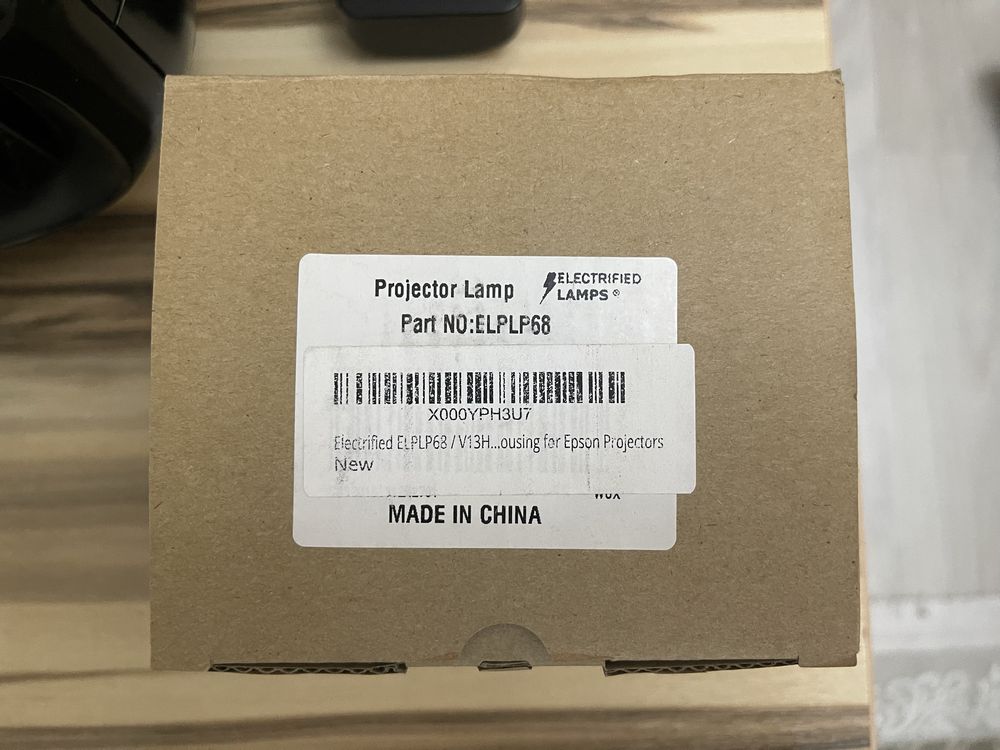 Projector Lamp
ELECTRIFIED
LAMPS ®
Part NO:ELPLP68
X000YPH3U7
Electrified ELPLP68 / V13H...ousing for Epson Projectors
New
MADE IN CHINA